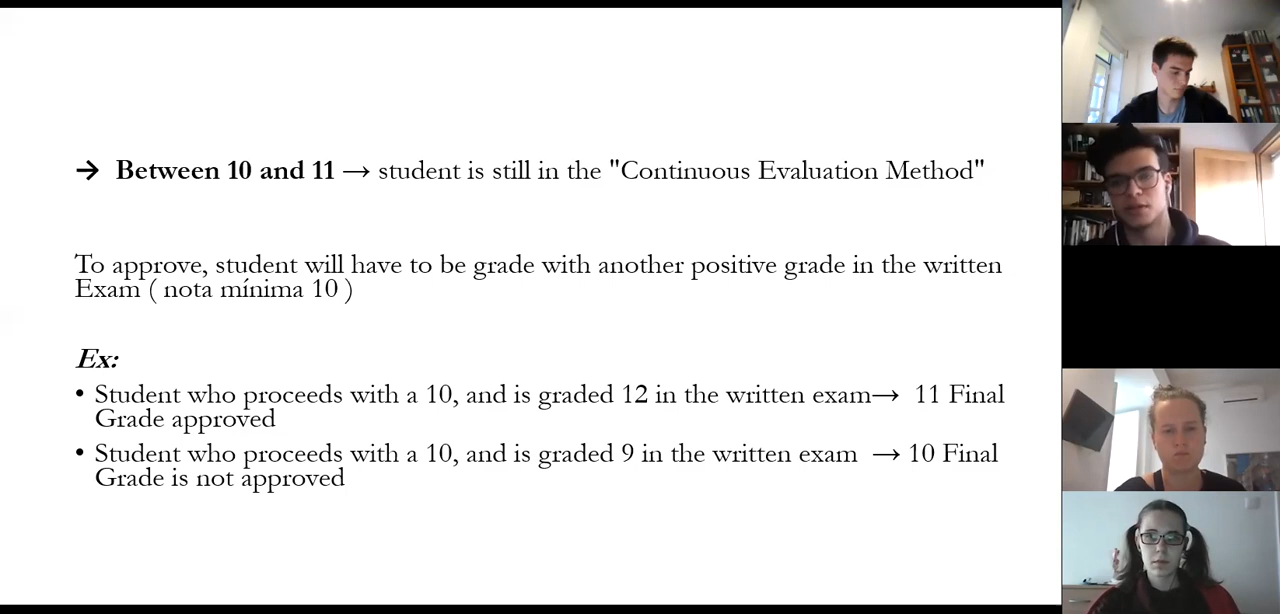 → Between 10 and 11 → student is still in the "Continuous Evaluation Method"
To approve, student will have to be grade with another positive grade in the written
Exam ( nota mínima 10 )
Ex:
• Student who proceeds with a 10, and is graded 12 in the written exam→ 11 Final
Grade approved
• Student who proceeds with a 10, and is graded 9 in the written exam → 10 Final
Grade is not approved